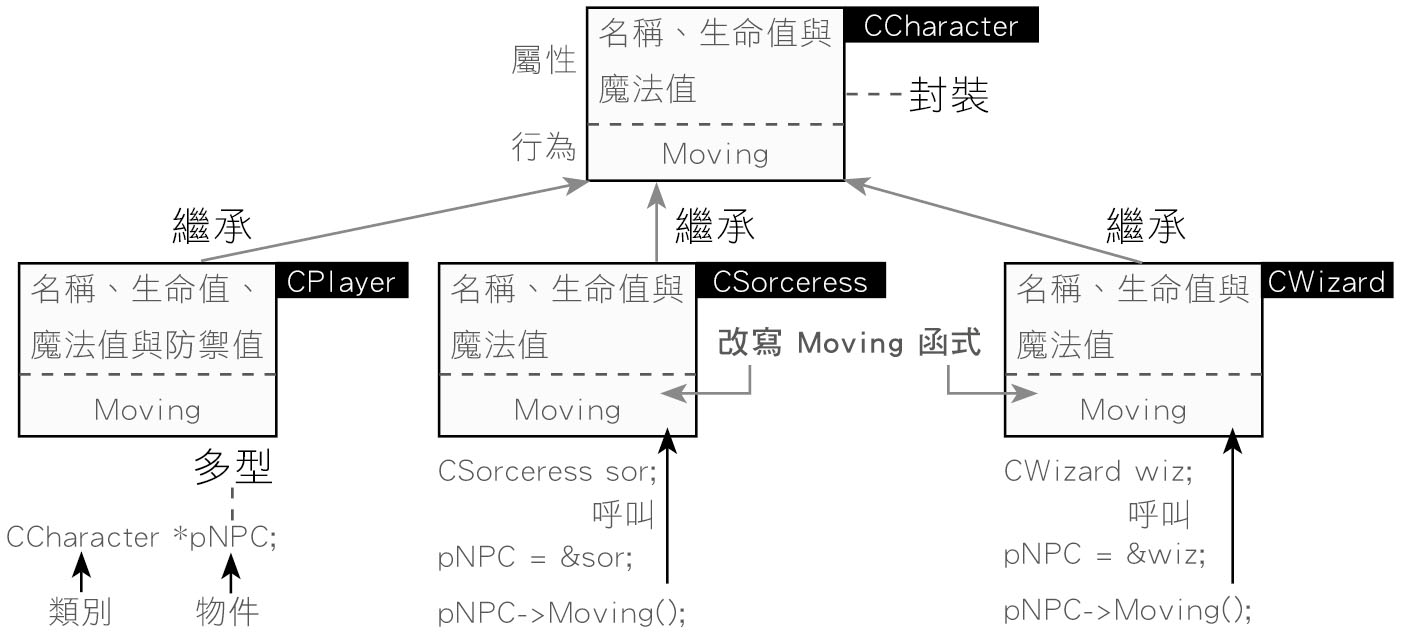 CCharacter
屬性
名稱、生命值與
魔法值
封裝
行為
Moving
繼承
繼承
繼承
CPlayer
名稱、生命值、
魔法值與防禦值
Moving
CSorceress
名稱、生命值與
魔法值
Moving
改寫 Moving 函式
CWizard
名稱、生命值與
魔法值
Moving
多型
CCharacter *pNPC;
類別
物件
CSorceress sor;
呼叫
pNPC = &sor;
pNPC->Moving();
CWizard wiz;
呼叫
pNPC = &wiz;
pNPC->Moving();